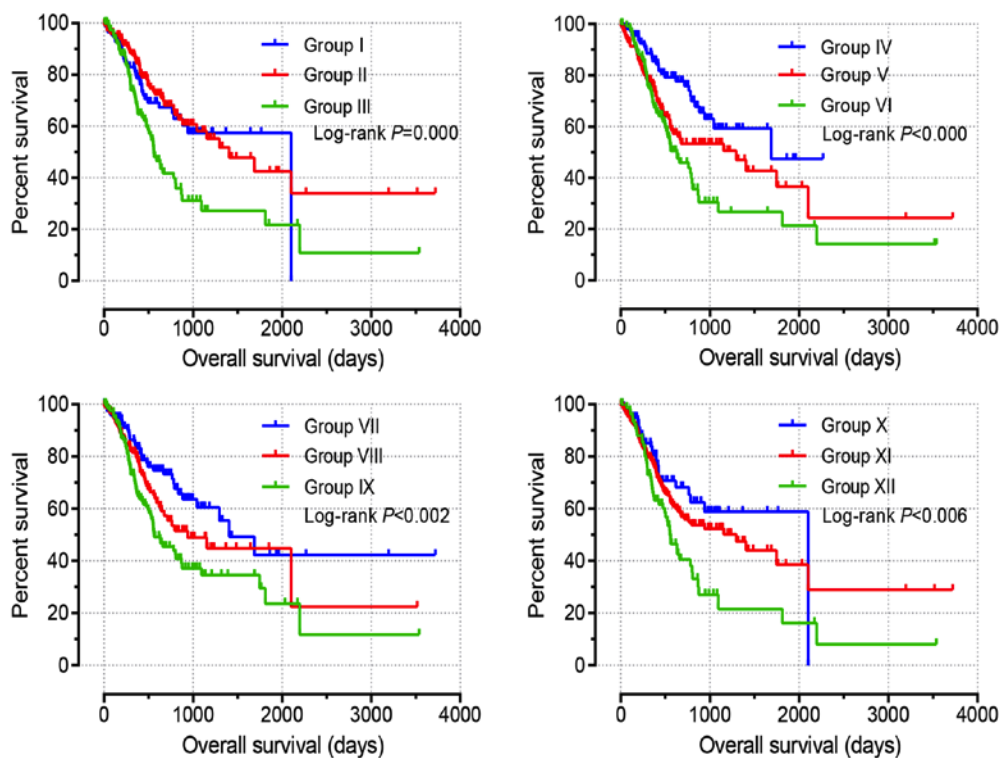 100
80
60
40
20
0
Percent survival
Group I
Group II
Group III
Log-rank P=0.000
0 1000 2000 3000 4000
Overall survival (days)
100
80
60
40
20
0
Percent survival
Group IV
Group V
Group VI
Log-rank P<0.000
0 1000 2000 3000 4000
Overall survival (days)
100
80
60
40
20
0
Percent survival
Group VII
Group VIII
Group IX
Log-rank P<0.002
0 1000 2000 3000 4000
Overall survival (days)
100
80
60
40
20
0
Percent survival
Group X
Group XI
Group XII
Log-rank P<0.006
0 1000 2000 3000 4000
Overall survival (days)